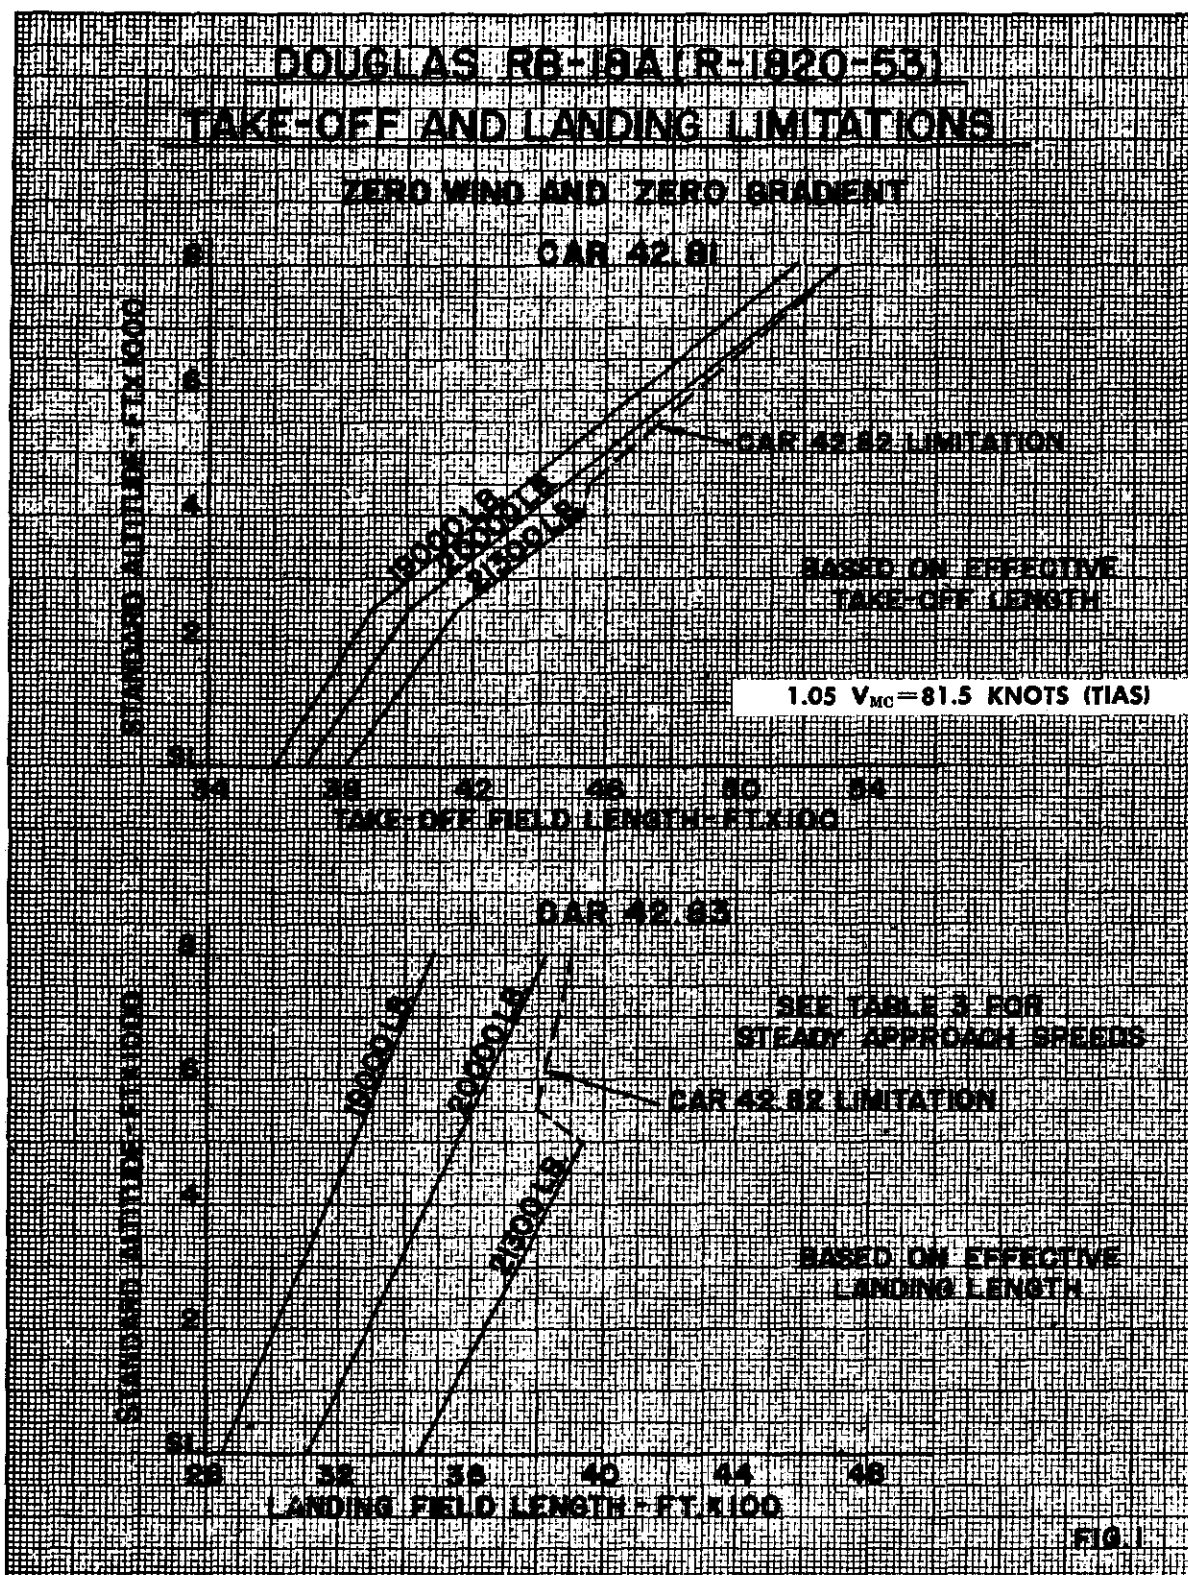 DOUGLAS RB-18A (R-1820-53)
TAKE-OFF AND LANDING LIMITATIONS
ZERO WIND AND ZERO GRADIENT
CAR 42.81
STANDARD ALTITUDE-FT.X1000
8
6
4
2
SL
19000 LB.
20000 LB.
21300 LB.
CAR 42.82 LIMITATION
BASED ON EFFECTIVE
TAKE-OFF LENGTH
1.05 VMC=81.5 KNOTS (TIAS)
34 38 42 46 50 54
TAKE-OFF FIELD LENGTH-FT.X100
CAR 42.83
STANDARD ALTITUDE-FT.X1000
8
6
4
2
SL
19000 LB.
20000 LB.
21300 LB.
SEE TABLE 3 FOR
STEADY APPROACH SPEEDS
CAR 42.82 LIMITATION
BASED ON EFFECTIVE
LANDING LENGTH
28 32 36 40 44 48
LANDING FIELD LENGTH-FT.X100
FIG. 1